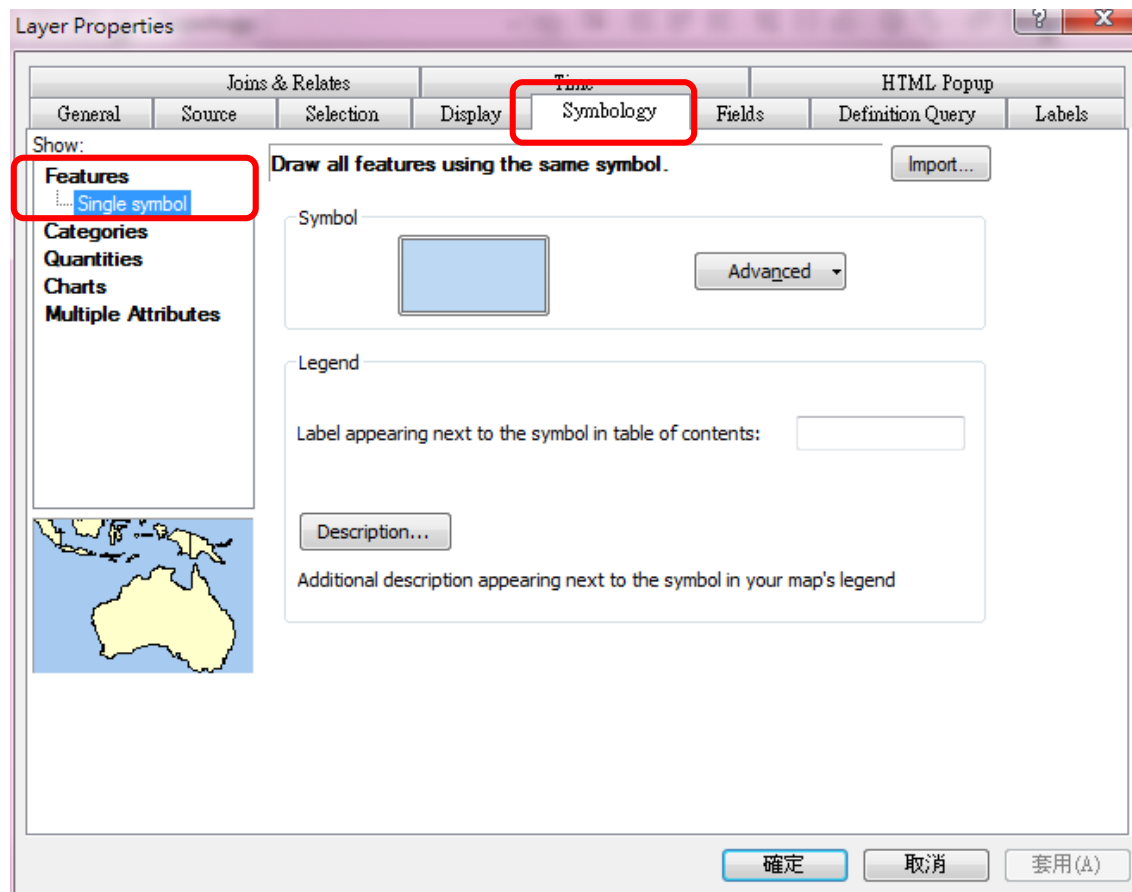 Layer Properties
Joins & Relates Time HTML Popup
General Source Selection Display Symbology Fields Definition Query Labels
Show:
Features
Single symbol
Categories
Quantities
Charts
Multiple Attributes
Draw all features using the same symbol.
Import...
Symbol
Advanced
Legend
Label appearing next to the symbol in table of contents:
Description...
Additional description appearing next to the symbol in your map's legend
確定 取消 套用(A)